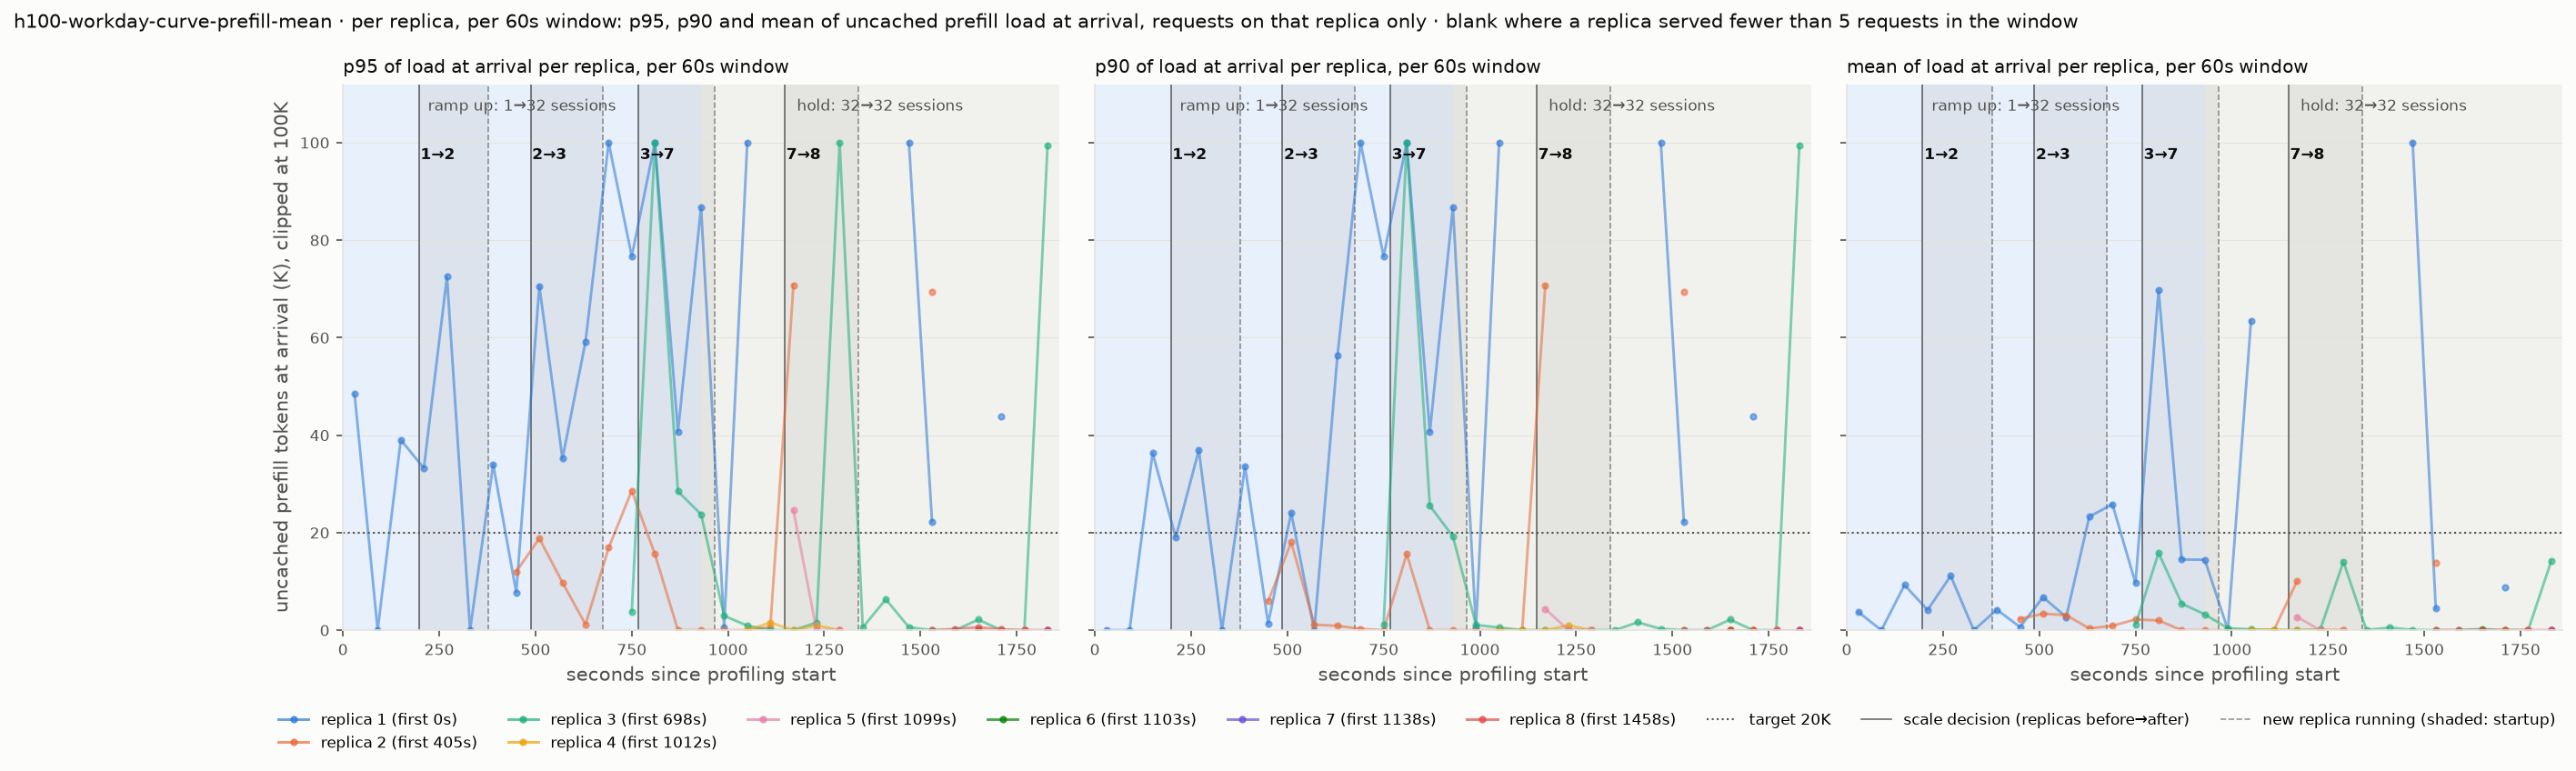 h100-workday-curve-prefill-mean · per replica, per 60s window: p95, p90 and mean of uncached prefill load at arrival, requests on that replica only · blank where a replica served fewer than 5 requests in the window
p95 of load at arrival per replica, per 60s window
uncached prefill tokens at arrival (K), clipped at 100K
100
80
60
40
20
0
ramp up: 1→32 sessions
hold: 32→32 sessions
1→2
2→3
3→7
7→8
0 250 500 750 1000 1250 1500 1750
seconds since profiling start
p90 of load at arrival per replica, per 60s window
ramp up: 1→32 sessions
hold: 32→32 sessions
1→2
2→3
3→7
7→8
0 250 500 750 1000 1250 1500 1750
seconds since profiling start
mean of load at arrival per replica, per 60s window
ramp up: 1→32 sessions
hold: 32→32 sessions
1→2
2→3
3→7
7→8
0 250 500 750 1000 1250 1500 1750
seconds since profiling start
replica 1 (first 0s)
replica 2 (first 405s)
replica 3 (first 698s)
replica 4 (first 1012s)
replica 5 (first 1099s)
replica 6 (first 1103s)
replica 7 (first 1138s)
replica 8 (first 1458s)
target 20K
scale decision (replicas before→after)
new replica running (shaded: startup)